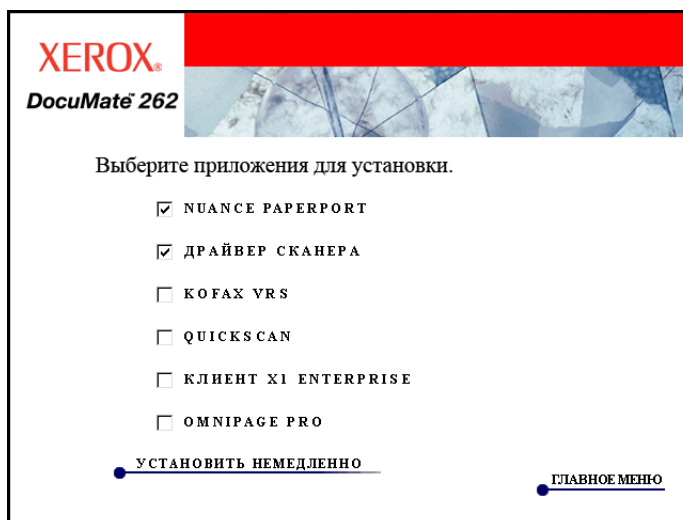 XEROX®
DocuMate™ 262
Выберите приложения для установки.
NUANCE PAPERPORT
ДРАЙВЕР СКАНЕРА
KOFAX VRS
QUICKSCAN
КЛИЕНТ X1 ENTERPRISE
OMNIPAGE PRO
УСТАНОВИТЬ НЕМЕДЛЕННО
ГЛАВНОЕ МЕНЮ